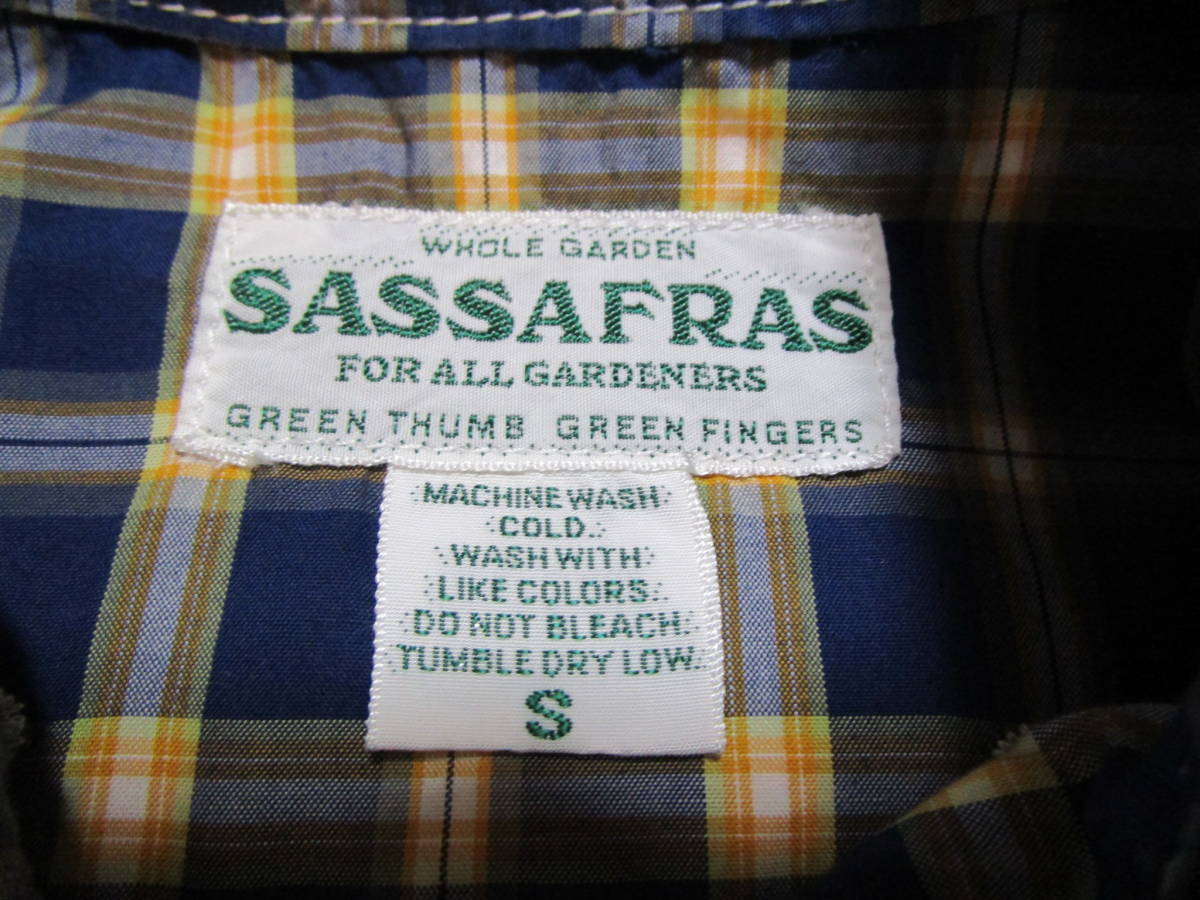 WHOLE GARDEN
SASSAFRAS
FOR ALL GARDENERS
GREEN THUMB GREEN FINGERS
MACHINE WASH
COLD.
WASH WITH
LIKE COLORS.
DO NOT BLEACH.
TUMBLE DRY LOW.
S